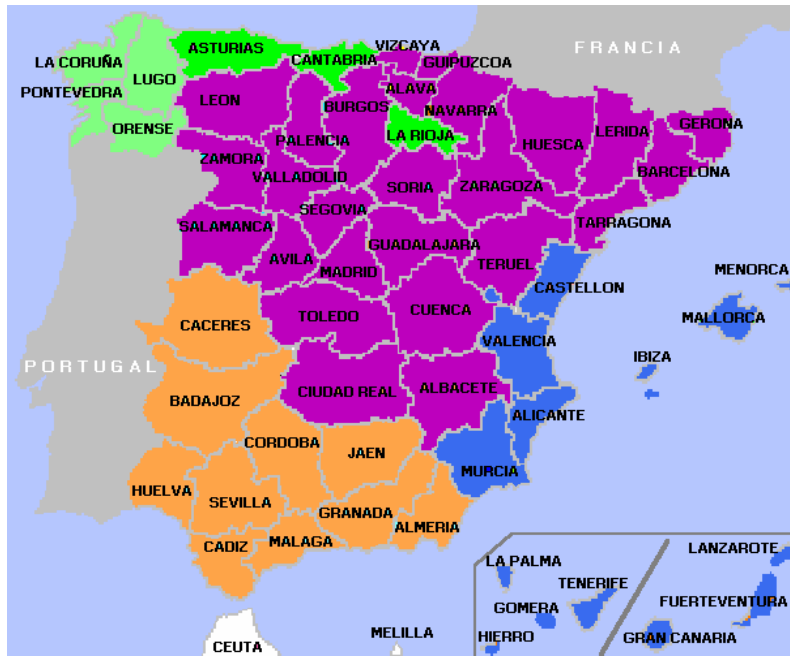 VIZCAYA
FRANCIA
ASTURIAS
LA CORUÑA
CANTABRIA
GUIPUZCOA
LUGO
ALAVA
PONTEVEDRA
LEON
BURGOS
NAVARRA
GERONA
ORENSE
PALENCIA
LA RIOJA
HUESCA
LERIDA
ZAMORA
VALLADOLID
BARCELONA
SORIA
ZARAGOZA
SEGOVIA
TARRAGONA
SALAMANCA
GUADALAJARA
AVILA
MADRID
TERUEL
MENORCA
CASTELLON
CUENCA
TOLEDO
MALLORCA
CACERES
VALENCIA
IBIZA
PORTUGAL
CIUDAD REAL
ALBACETE
BADAJOZ
ALICANTE
CORDOBA
JAEN
MURCIA
HUELVA
SEVILLA
GRANADA
ALMERIA
CADIZ
MALAGA
LANZAROTE
LA PALMA
TENERIFE
FUERTEVENTURA
GOMERA
MELILLA
HIERRO
GRAN CANARIA
CEUTA